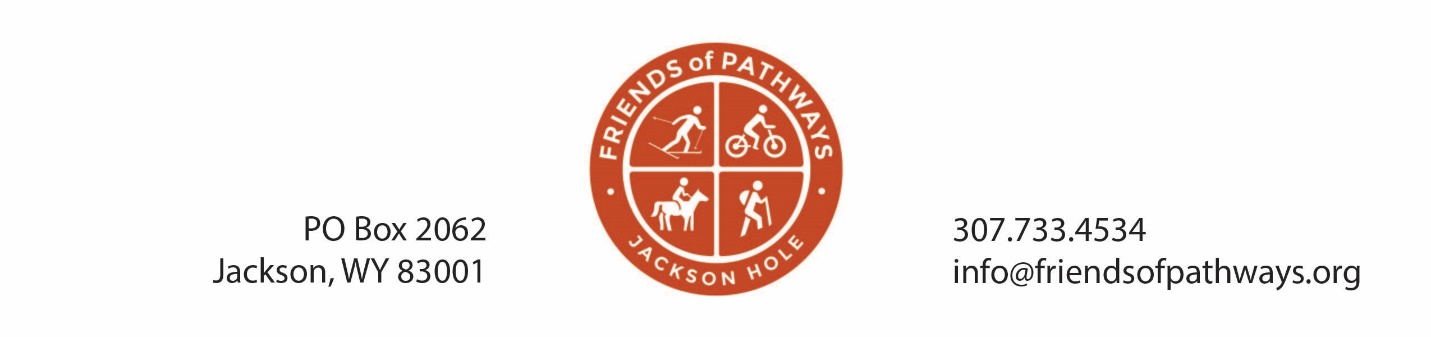 PO Box 2062
Jackson, WY 83001
FRIENDS of PATHWAYS
JACKSON HOLE
307.733.4534
info@friendsofpathways.org